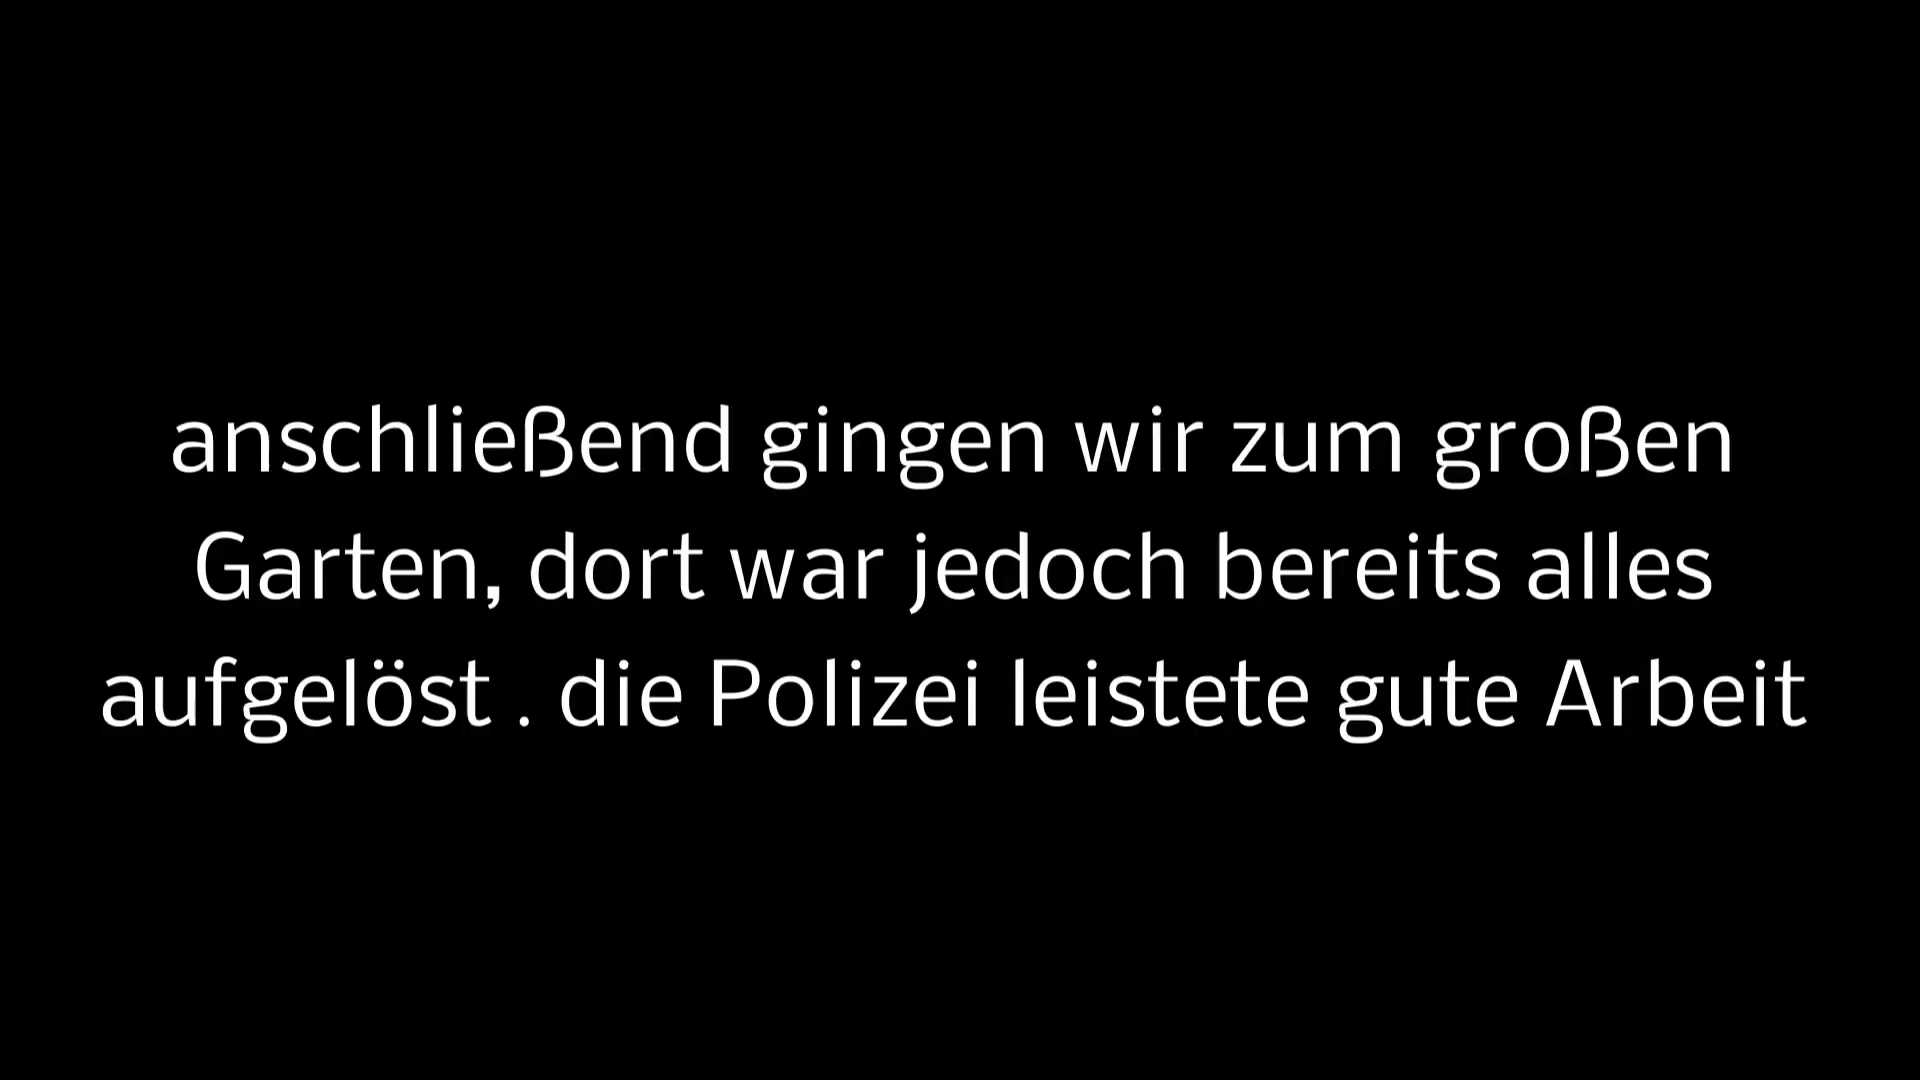 anschließend gingen wir zum großen
Garten, dort war jedoch bereits alles
aufgelöst . die Polizei leistete gute Arbeit